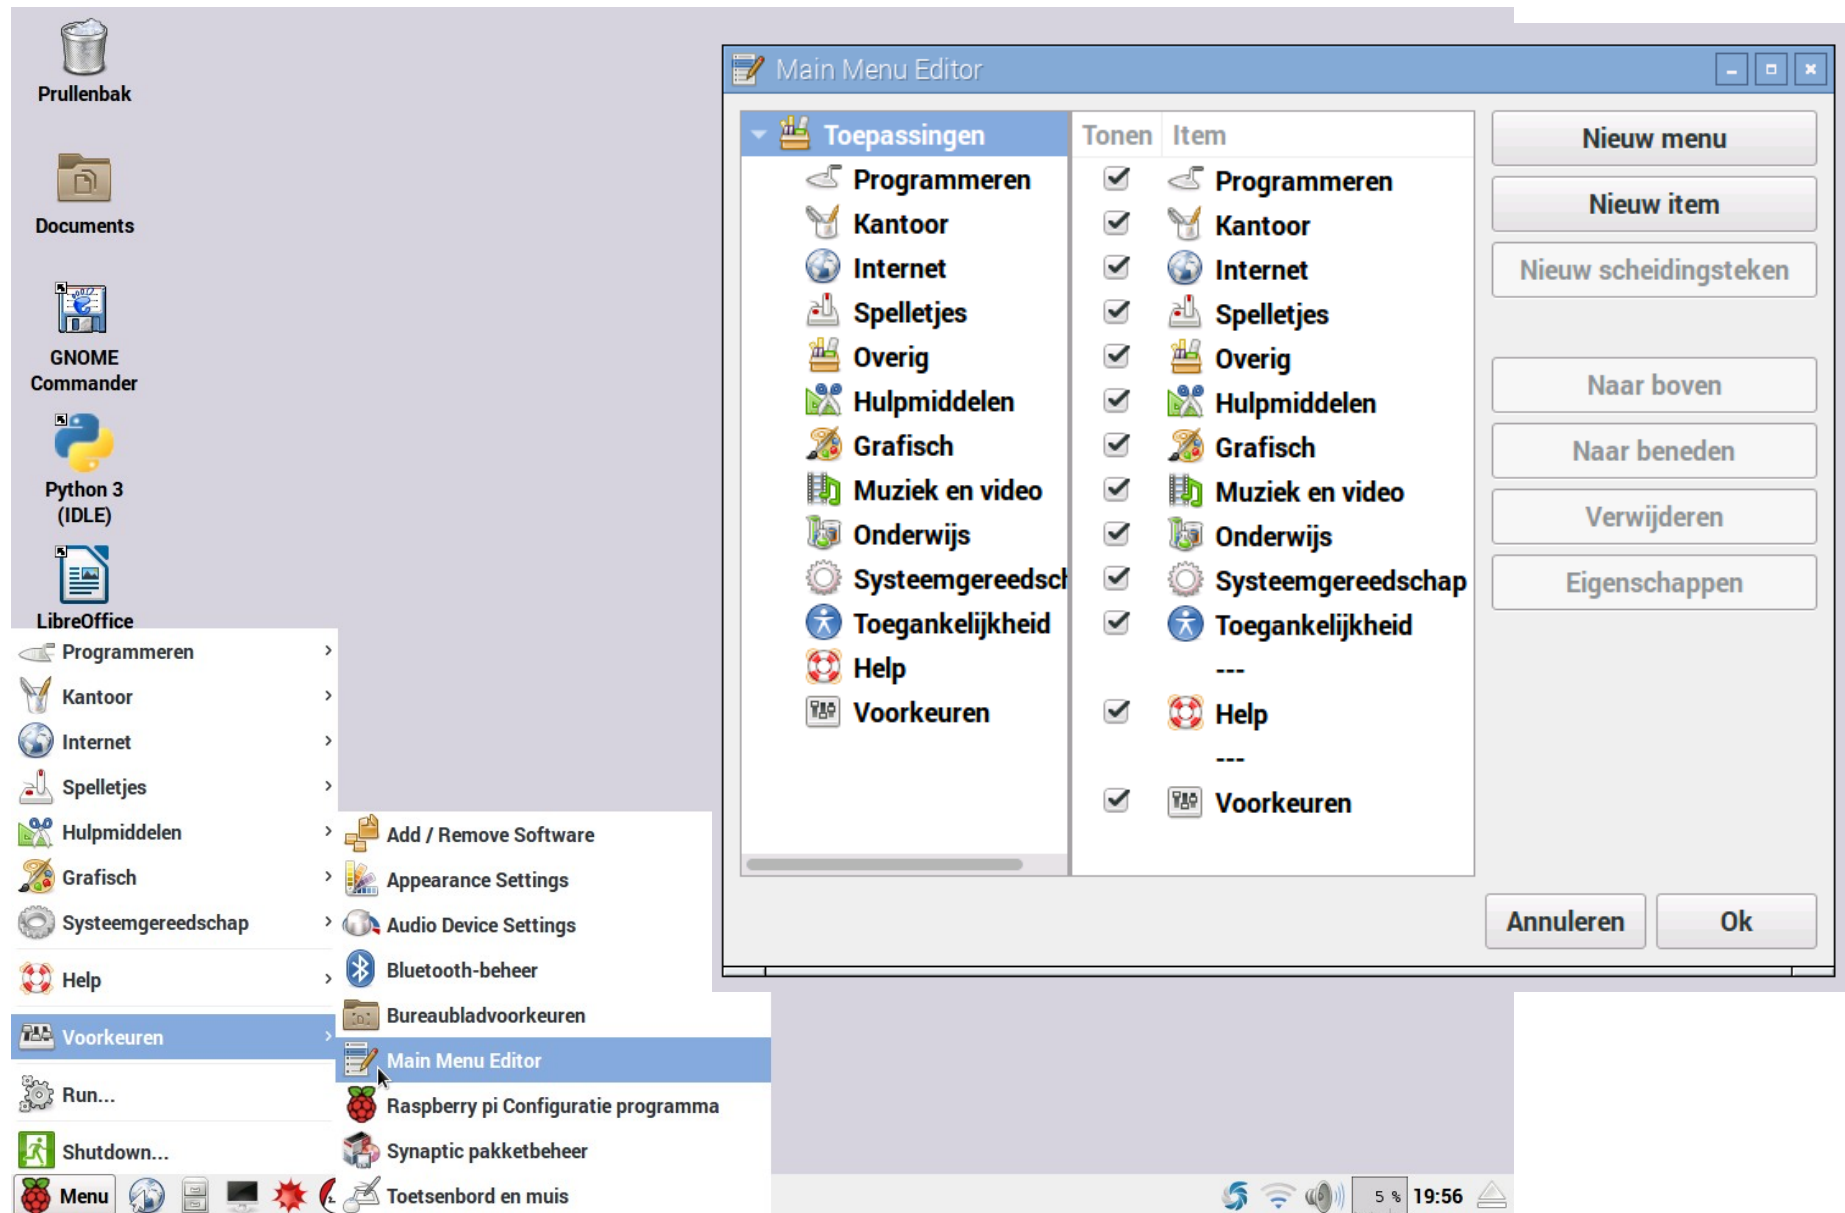 Prullenbak
Documents
GNOME
Commander
Python 3
(IDLE)
LibreOffice
Programmeren
Kantoor
Internet
Spelletjes
Hulpmiddelen
Grafisch
Systeemgereedschap
Help
Voorkeuren
Run...
Shutdown...
Menu
Add / Remove Software
Appearance Settings
Audio Device Settings
Bluetooth-beheer
Bureaubladvoorkeuren
Main Menu Editor
Raspberry pi Configuratie programma
Synaptic pakketbeheer
Toetsenbord en muis
5 %
19:56
Main Menu Editor
Toepassingen
Programmeren
Kantoor
Internet
Spelletjes
Overig
Hulpmiddelen
Grafisch
Muziek en video
Onderwijs
Systeemgereedsch
Toegankelijkheid
Help
Voorkeuren
Tonen Item
Programmeren
Kantoor
Internet
Spelletjes
Overig
Hulpmiddelen
Grafisch
Muziek en video
Onderwijs
Systeemgereedschap
Toegankelijkheid
---
Help
---
Voorkeuren
Nieuw menu
Nieuw item
Nieuw scheidingsteken
Naar boven
Naar beneden
Verwijderen
Eigenschappen
Annuleren
Ok